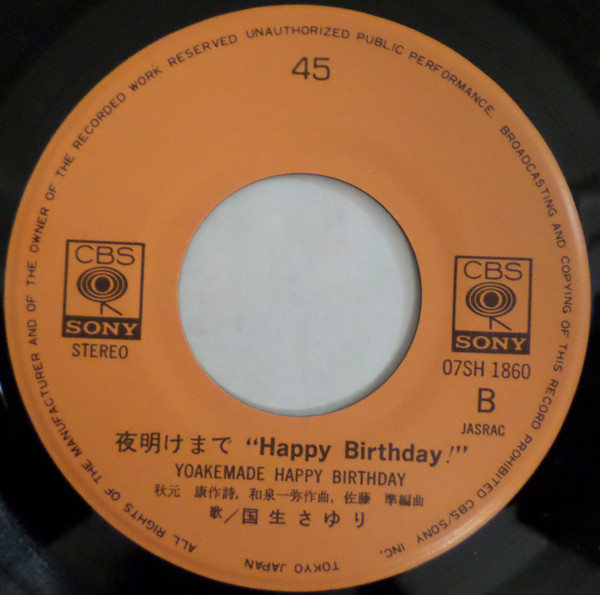 ALL RIGHTS OF THE MANUFACTURER AND OF THE OWNER OF THE RECORDED WORK RESERVED UNAUTHORIZED PUBLIC PERFORMANCE. BROADCASTING AND COPYING OF THIS RECORD PROHIBITED CBS/SONY INC. TOKYO JAPAN
45
CBS
SONY
STEREO
CBS
SONY
07SH 1860
B
JASRAC
夜明けまで “Happy Birthday!”
YOAKEMADE HAPPY BIRTHDAY
秋元 康作詩, 和泉一弥作曲, 佐藤 準編曲
歌/国生さゆり